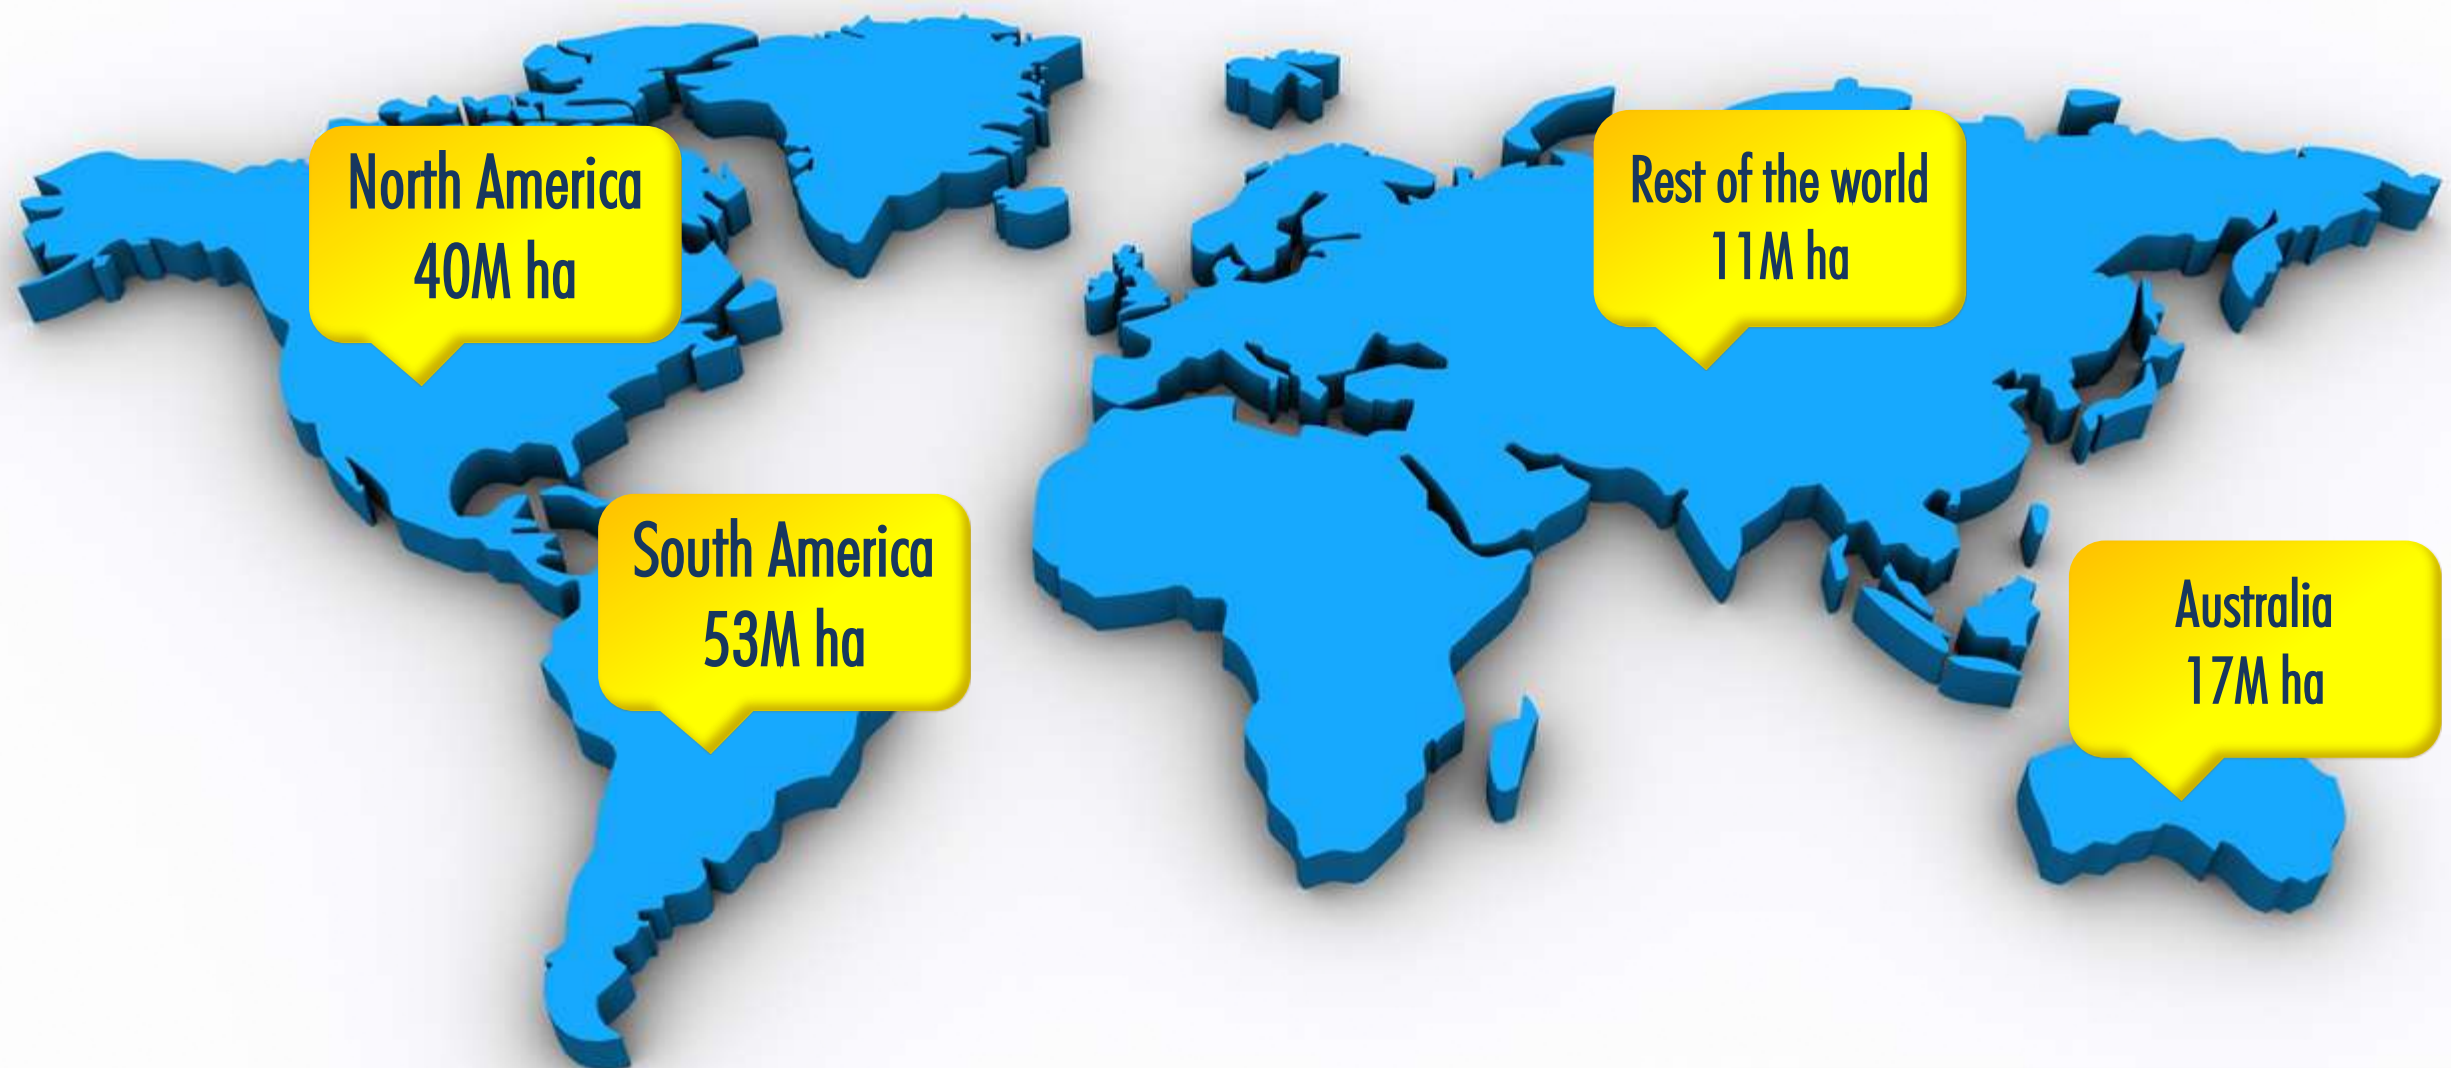 North America
40M ha
Rest of the world
11M ha
South America
53M ha
Australia
17M ha